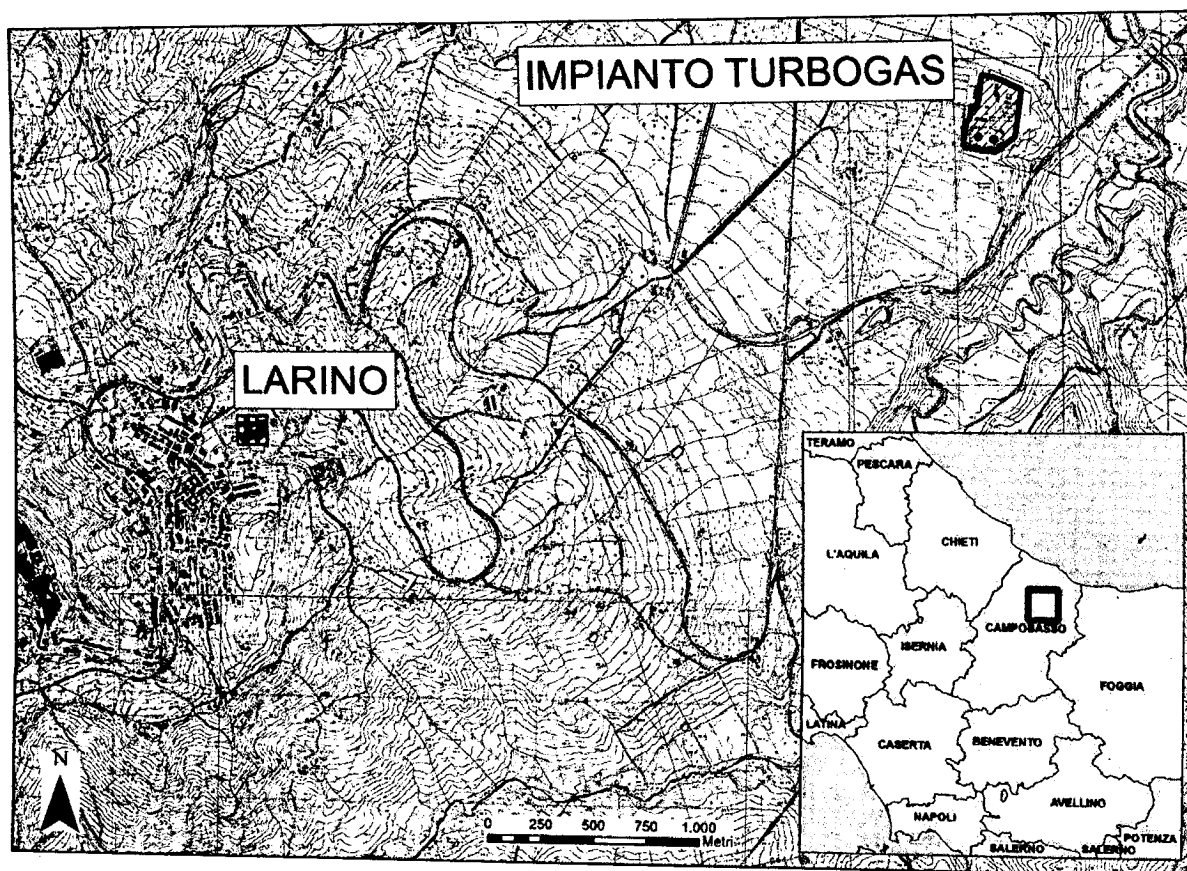 IMPIANTO TURBOGAS
LARINO
TERAMO
PESCARA
L'AQUILA
CHIETI
CAMPOBASSO
ISERNIA
FROSINONE
FOGGIA
LATINA
CASERTA
BENEVENTO
AVELLINO
NAPOLI
SALERNO
SALERNO
POTENZA
N
0 250 500 750 1.000
Metri